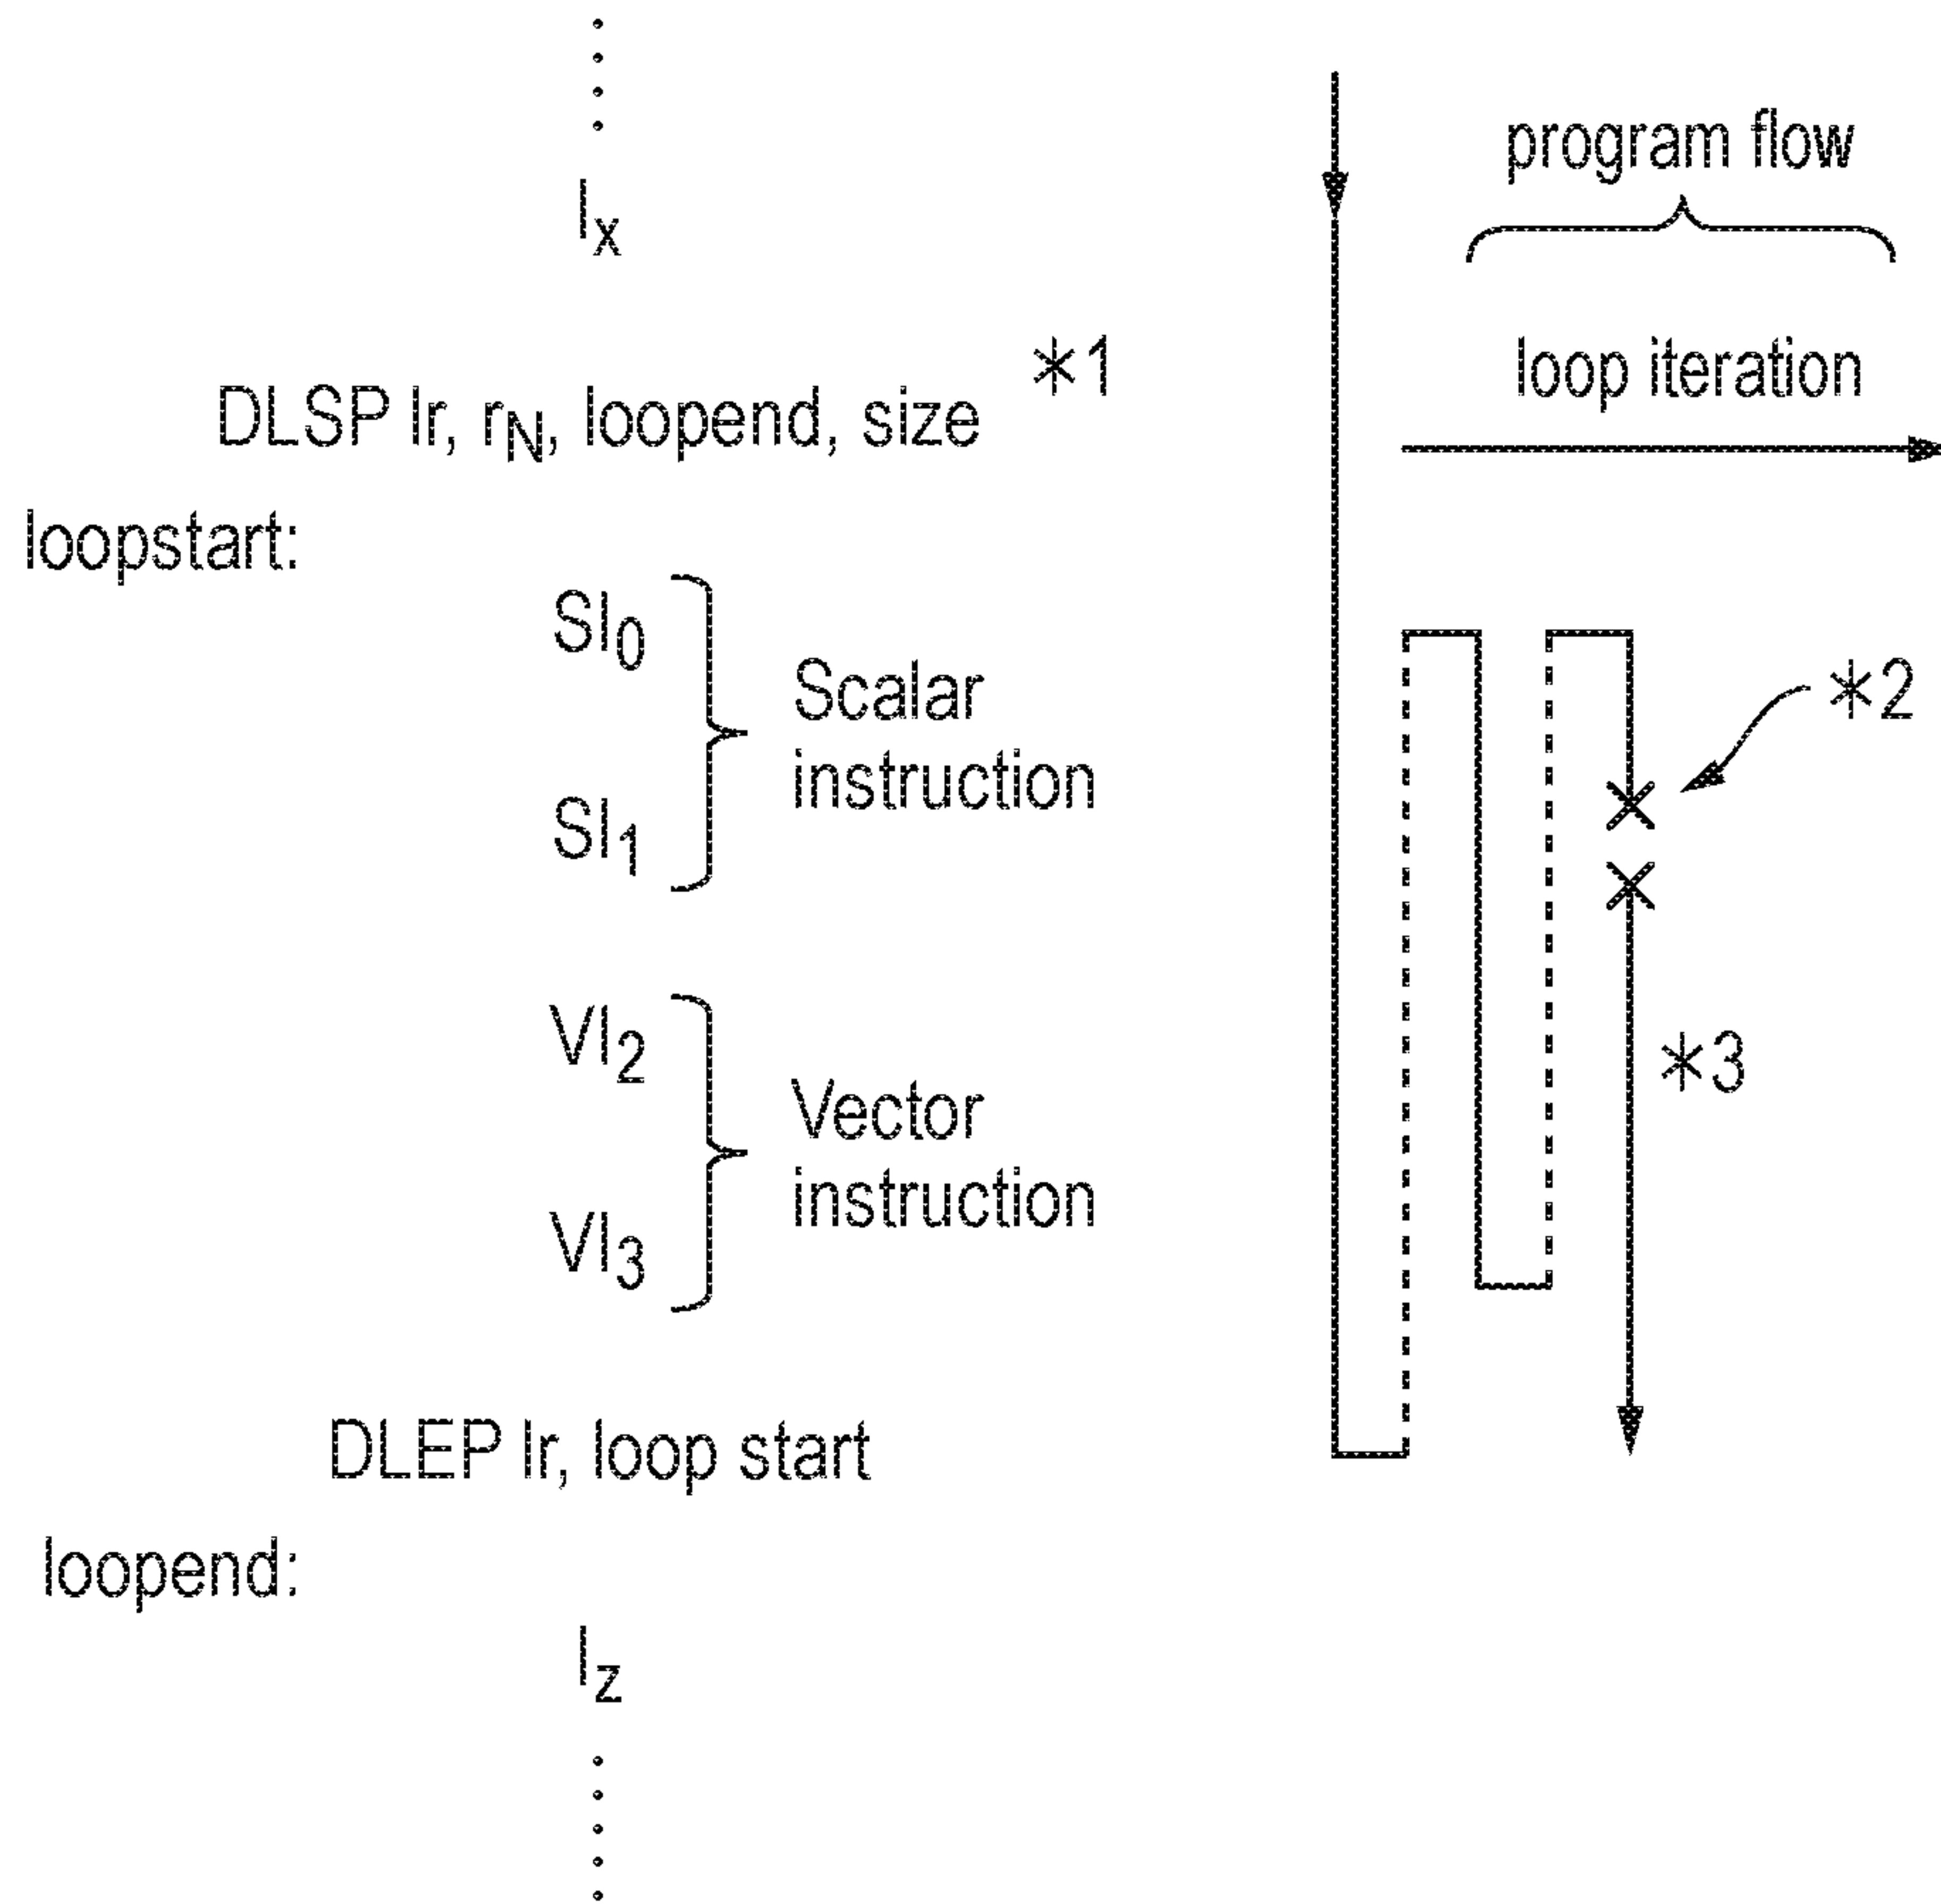 Ix
DLSP lr, rN, loopend, size *1
loopstart:
SI0
SI1
Scalar
instruction
VI2
VI3
Vector
instruction
DLEP lr, loop start
loopend:
Iz
program flow
loop iteration
*2
*3